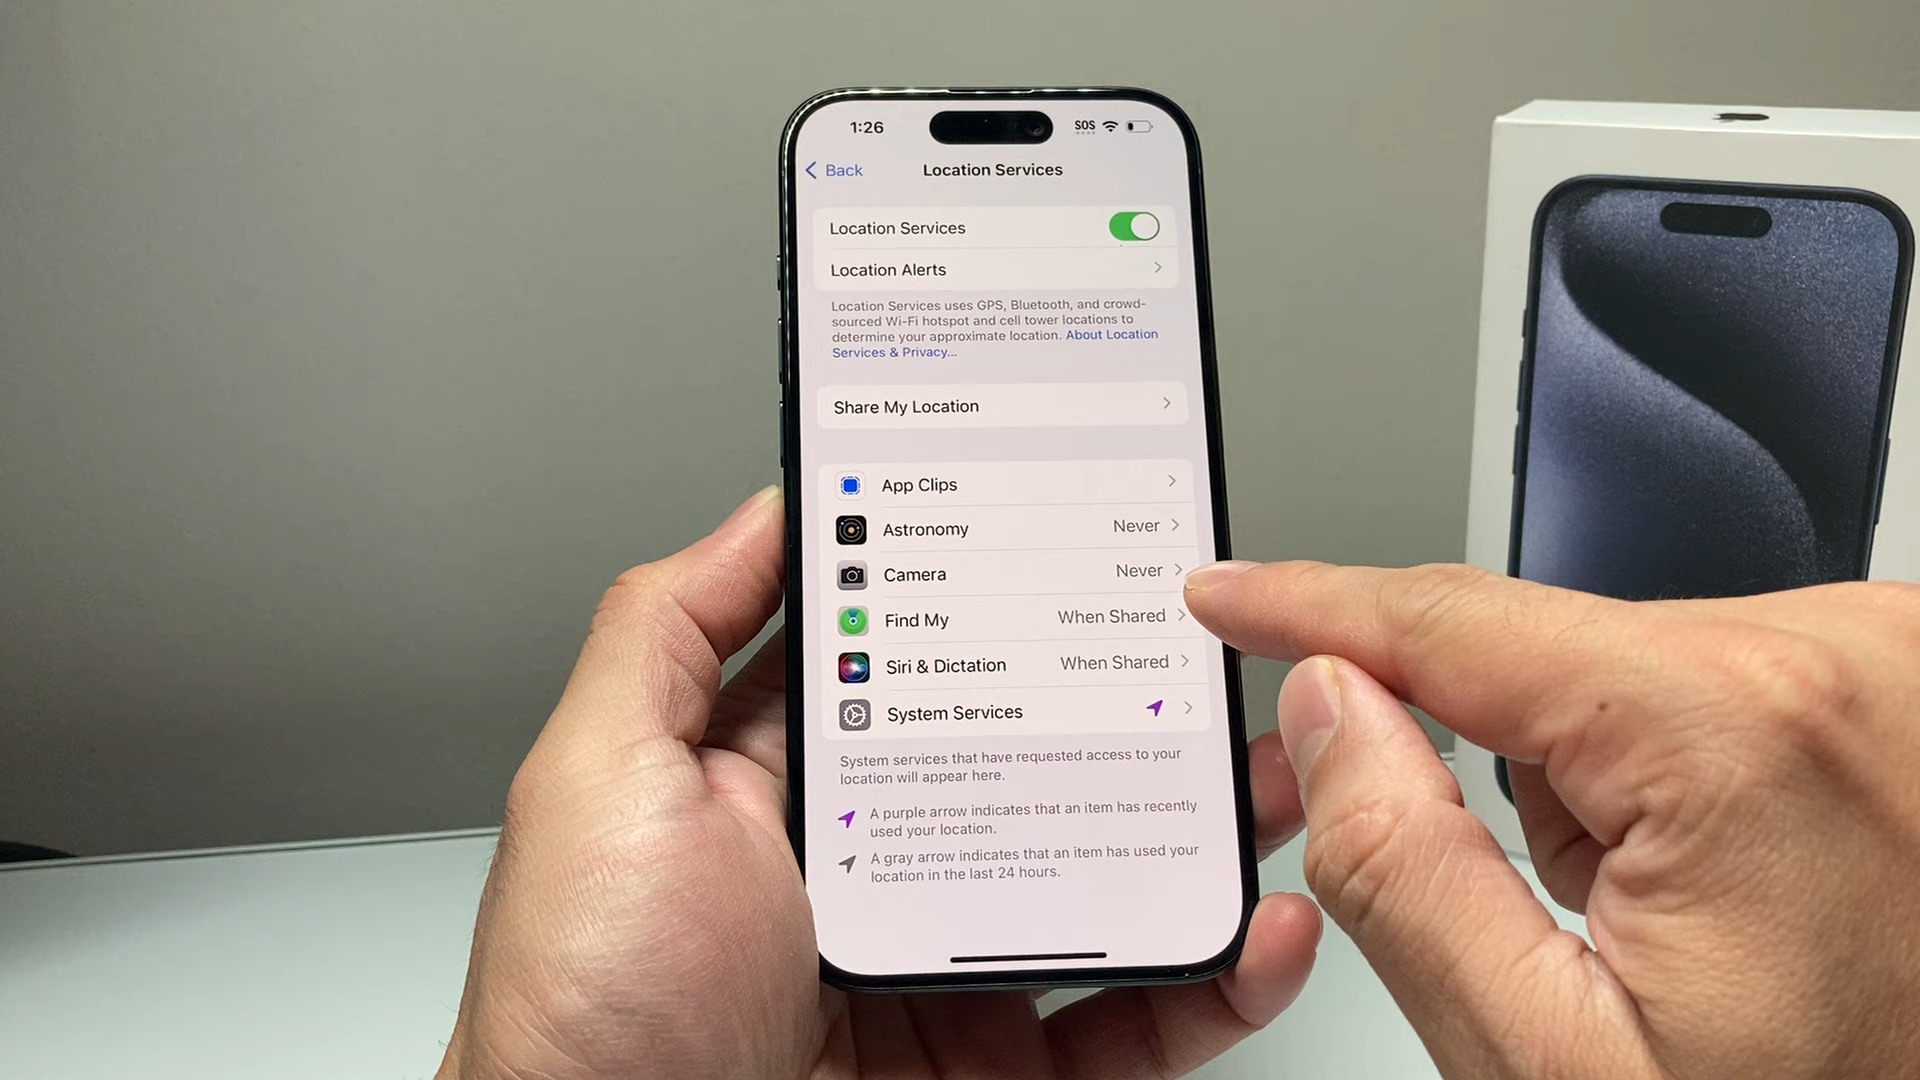 1:26
SOS
Back
Location Services
Location Services
Location Alerts
Location Services uses GPS, Bluetooth, and crowd-
sourced Wi-Fi hotspot and cell tower locations to
determine your approximate location. About Location
Services & Privacy...
Share My Location
App Clips
Astronomy Never
Camera Never
Find My When Shared
Siri & Dictation When Shared
System Services
System services that have requested access to your
location will appear here.
A purple arrow indicates that an item has recently
used your location.
A gray arrow indicates that an item has used your
location in the last 24 hours.